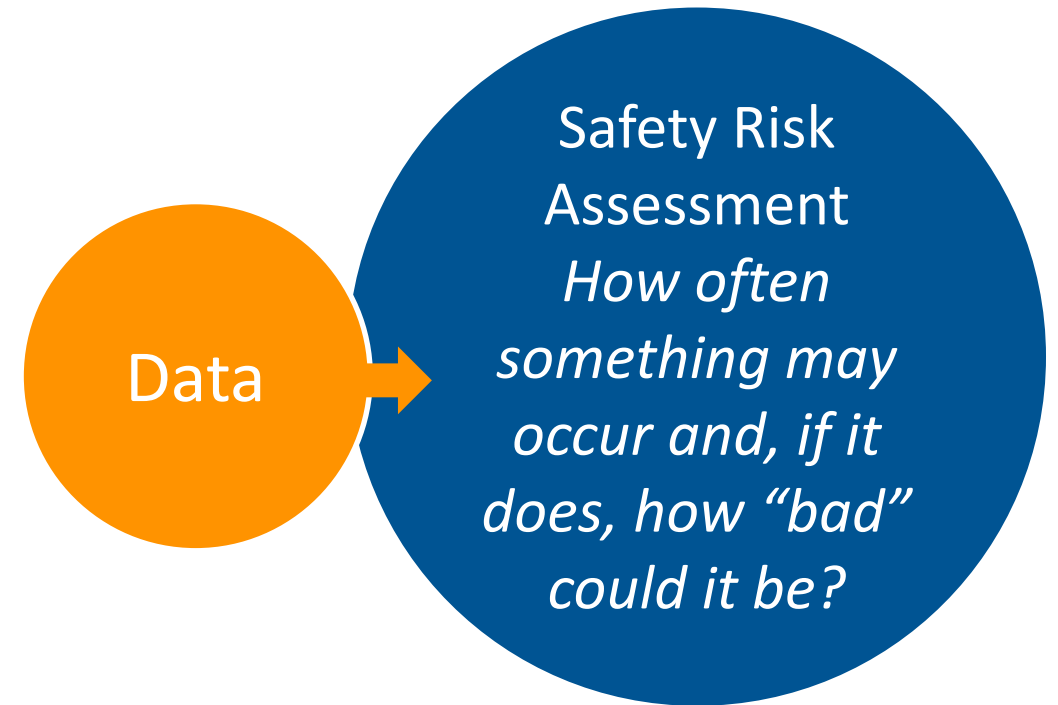 Data
Safety Risk
Assessment
How often
something may
occur and, if it
does, how “bad”
could it be?